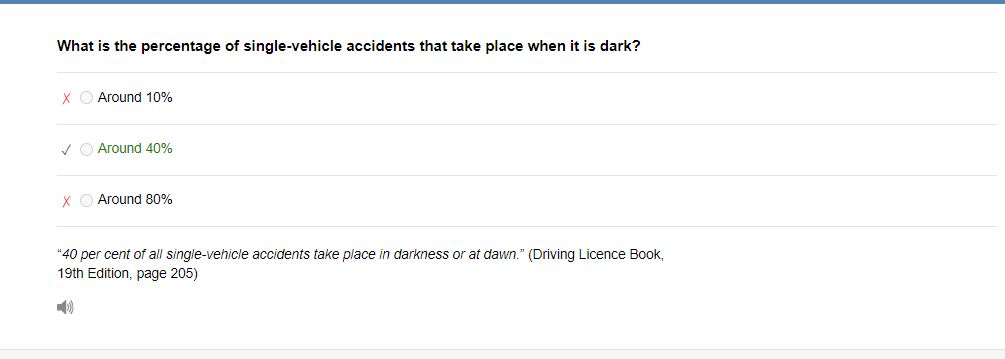 What is the percentage of single-vehicle accidents that take place when it is dark?
X Around 10%
✓ Around 40%
X Around 80%
“40 per cent of all single-vehicle accidents take place in darkness or at dawn.” (Driving Licence Book,
19th Edition, page 205)